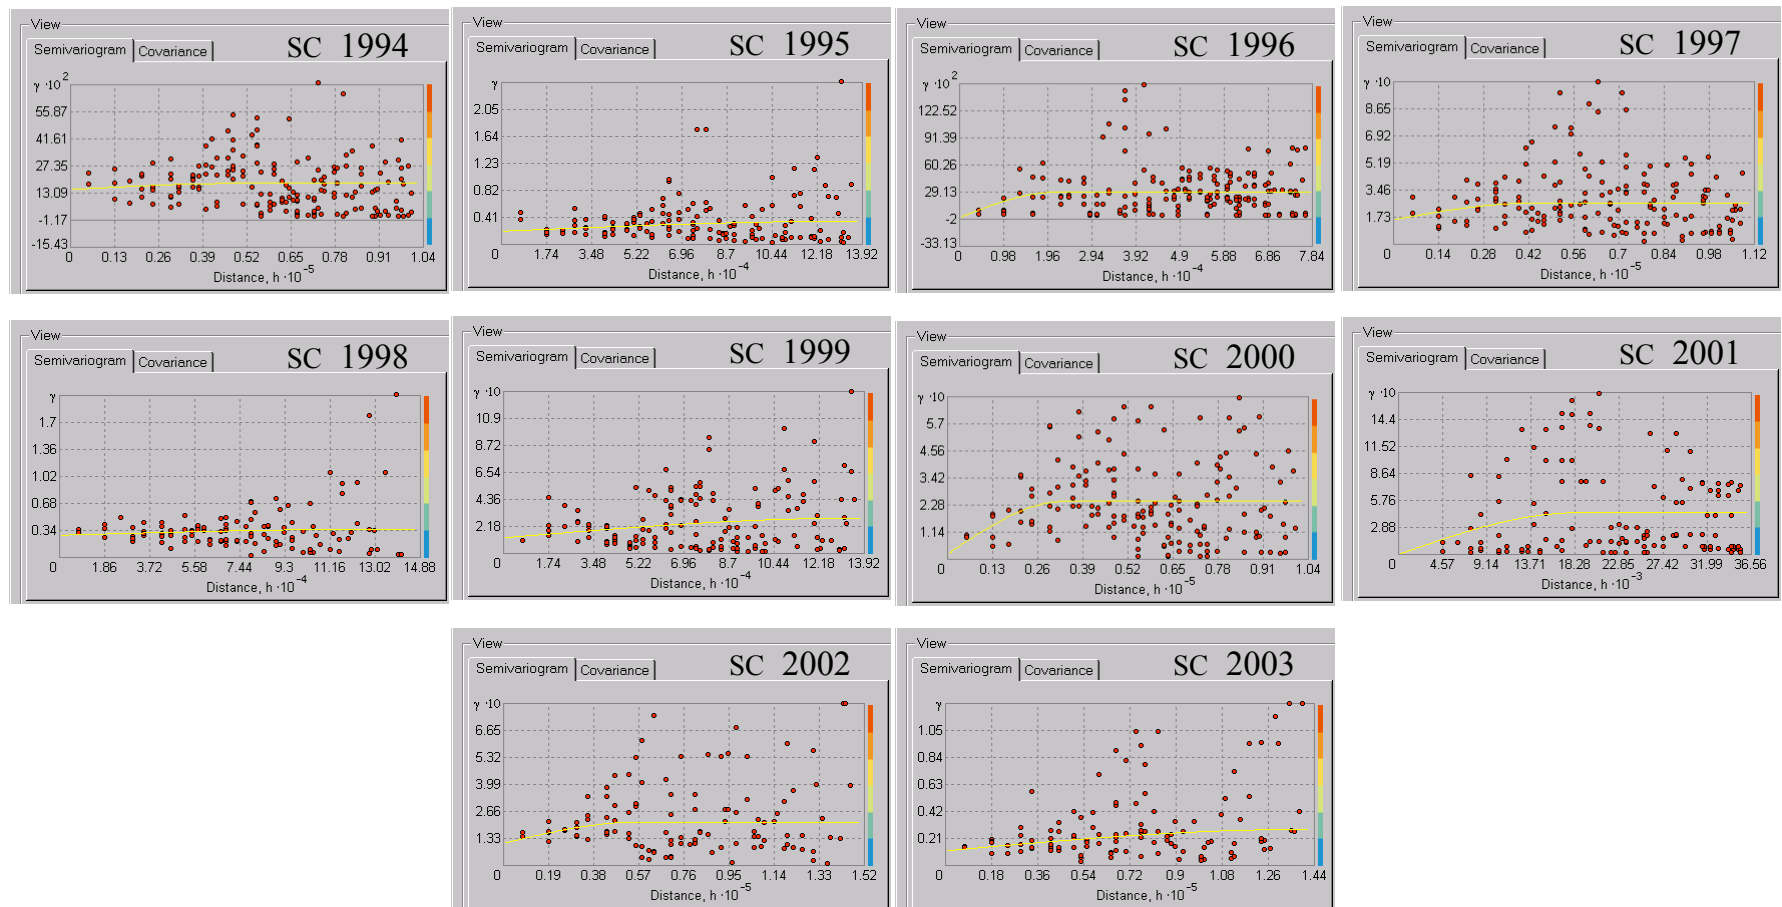 View
Semivariogram Covariance SC 1994
γ ·10 2
55.87
41.61
27.35
13.09
-1.17
-15.43
0 0.13 0.26 0.39 0.52 0.65 0.78 0.91 1.04
Distance, h ·10 -5
View
Semivariogram Covariance SC 1995
γ
2.05
1.64
1.23
0.82
0.41
0 1.74 3.48 5.22 6.96 8.7 10.44 12.18 13.92
Distance, h ·10 -4
View
Semivariogram Covariance SC 1996
γ ·10 2
122.52
91.39
60.26
29.13
-2
-33.13
0 0.98 1.96 2.94 3.92 4.9 5.88 6.86 7.84
Distance, h ·10 -4
View
Semivariogram Covariance SC 1997
γ ·10
8.65
6.92
5.19
3.46
1.73
0 0.14 0.28 0.42 0.56 0.7 0.84 0.98 1.12
Distance, h ·10 -5
View
Semivariogram Covariance SC 1998
γ
1.7
1.36
1.02
0.68
0.34
0 1.86 3.72 5.58 7.44 9.3 11.16 13.02 14.88
Distance, h ·10 -4
View
Semivariogram Covariance SC 1999
γ ·10
10.9
8.72
6.54
4.36
2.18
0 1.74 3.48 5.22 6.96 8.7 10.44 12.18 13.92
Distance, h ·10 -4
View
Semivariogram Covariance SC 2000
γ ·10
5.7
4.56
3.42
2.28
1.14
0 0.13 0.26 0.39 0.52 0.65 0.78 0.91 1.04
Distance, h ·10 -5
View
Semivariogram Covariance SC 2001
γ ·10
14.4
11.52
8.64
5.76
2.88
0 4.57 9.14 13.71 18.28 22.85 27.42 31.99 36.56
Distance, h ·10 -3
View
Semivariogram Covariance SC 2002
γ ·10
6.65
5.32
3.99
2.66
1.33
0 0.19 0.38 0.57 0.76 0.95 1.14 1.33 1.52
Distance, h ·10 -5
View
Semivariogram Covariance SC 2003
γ
1.05
0.84
0.63
0.42
0.21
0 0.18 0.36 0.54 0.72 0.9 1.08 1.26 1.44
Distance, h ·10 -5